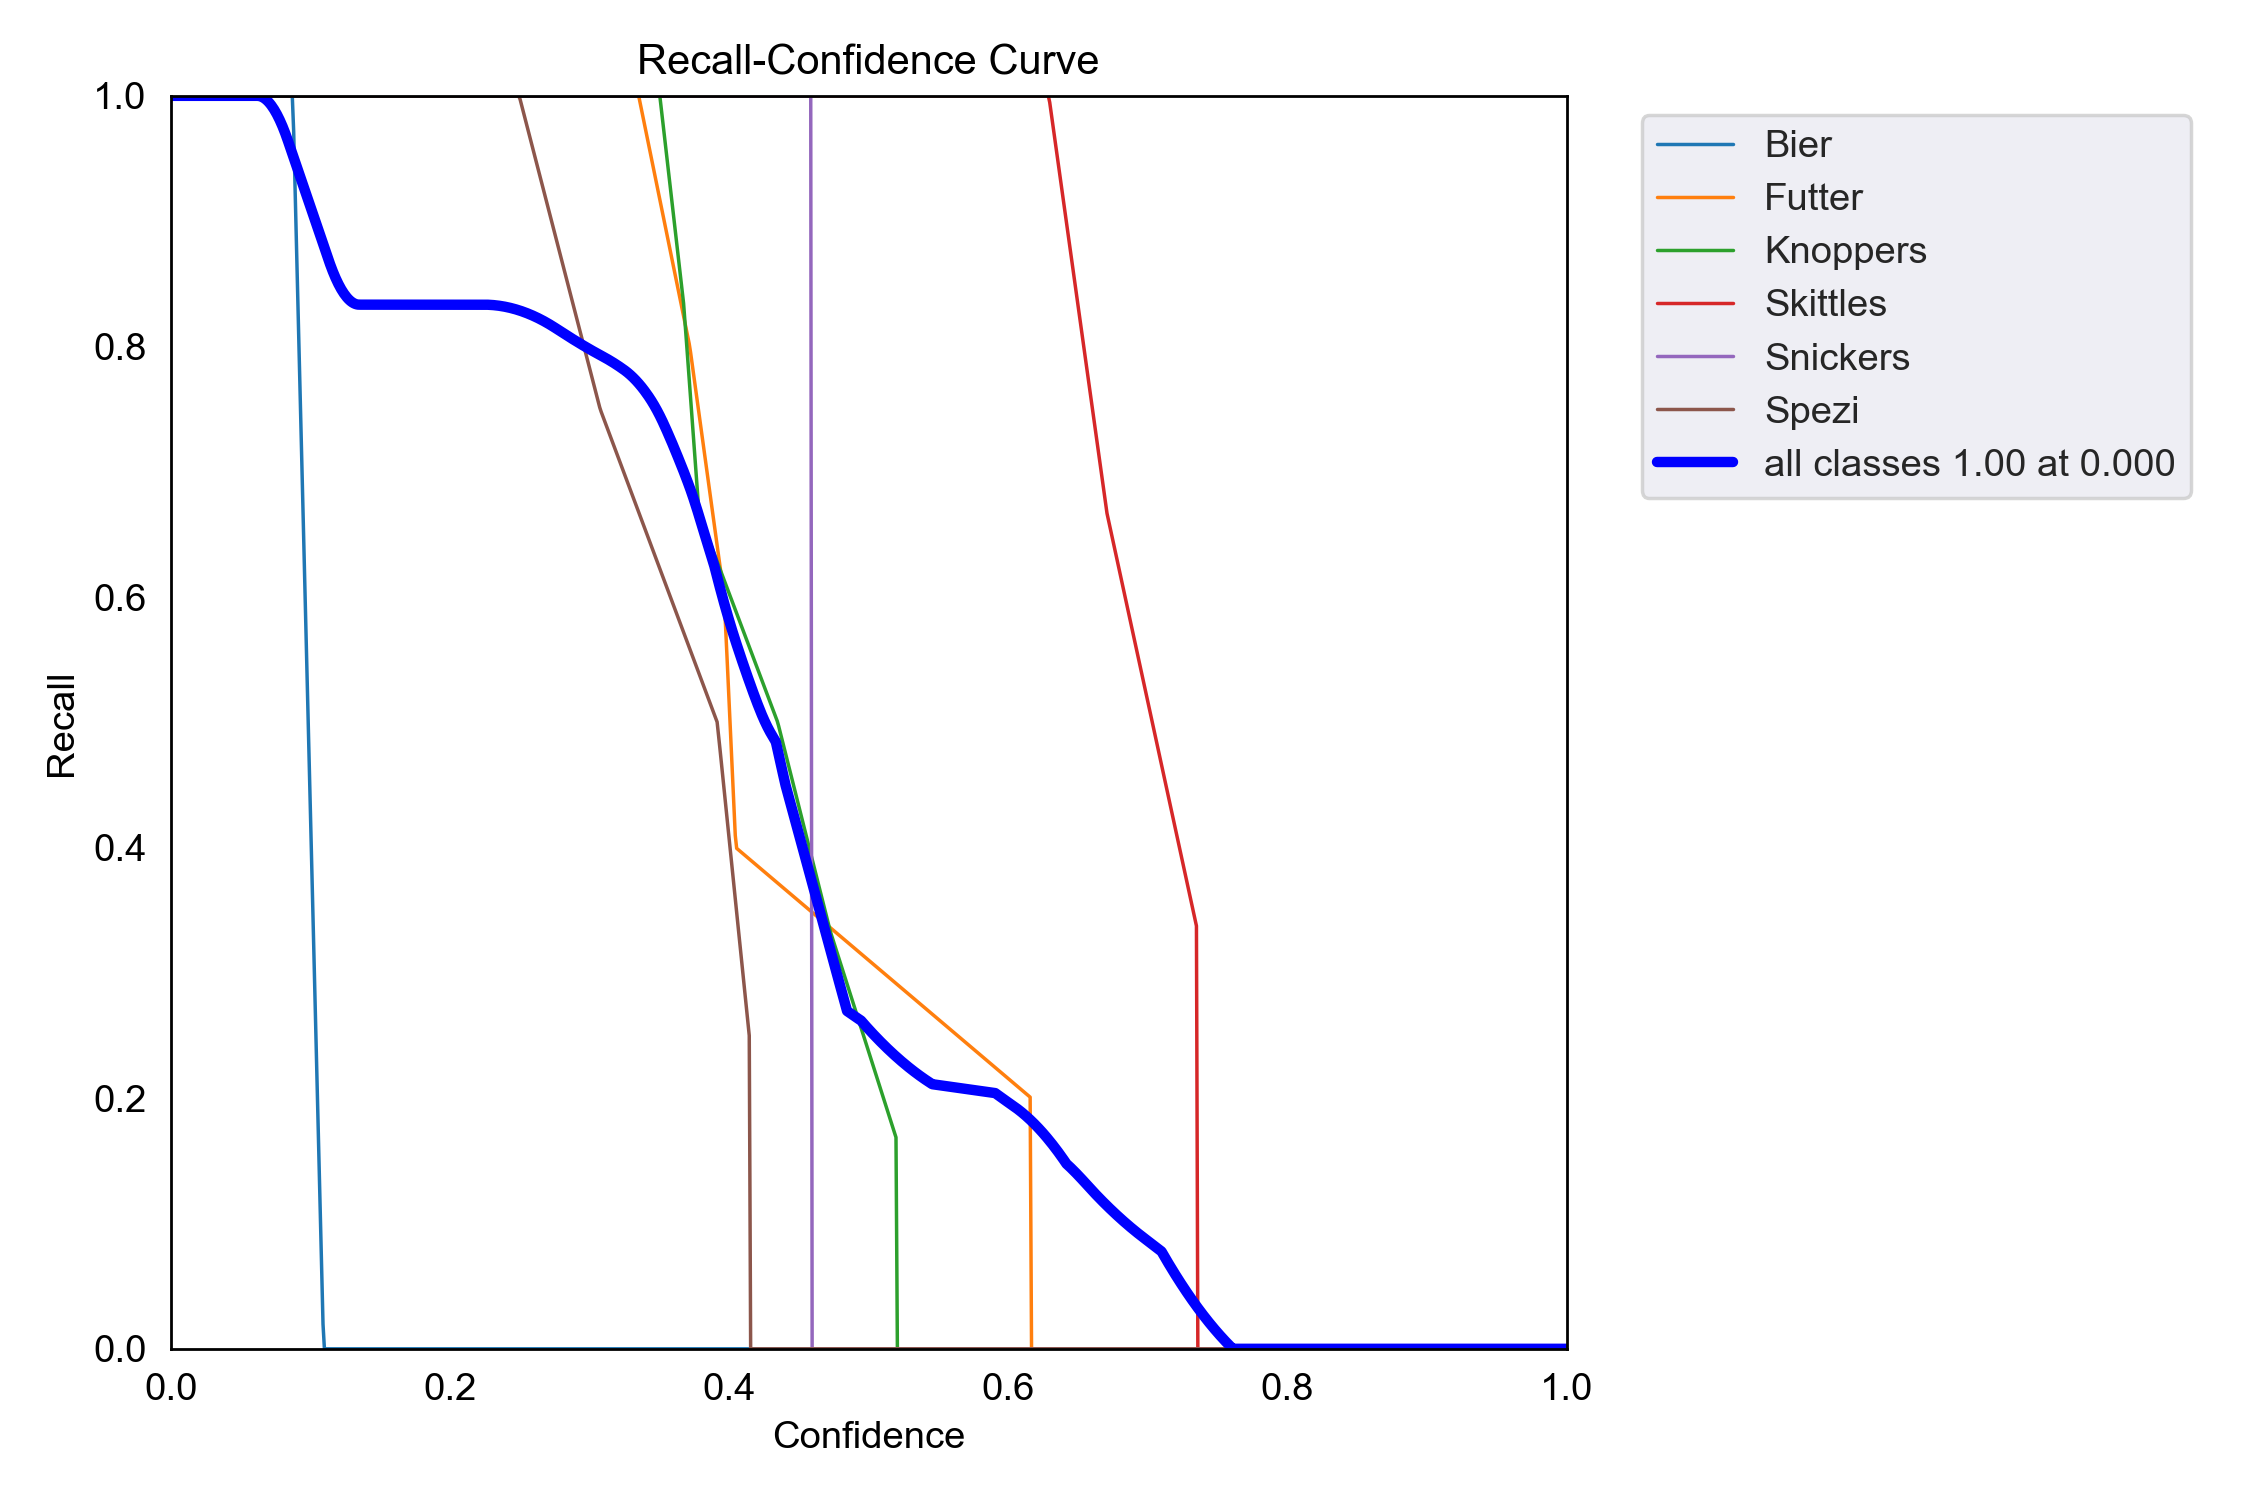 Recall-Confidence Curve
1.0
0.8
0.6
0.4
0.2
0.0
Recall
0.0 0.2 0.4 0.6 0.8 1.0
Confidence
Bier
Futter
Knoppers
Skittles
Snickers
Spezi
all classes 1.00 at 0.000